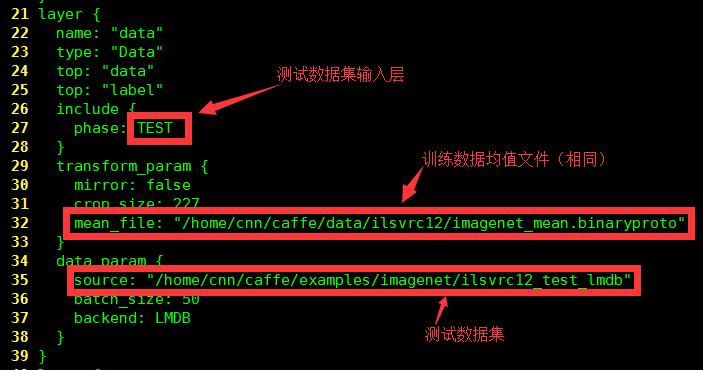 21 layer {
22 name: "data"
23 type: "Data"
24 top: "data"
25 top: "label"
测试数据集输入层
26 include {
27 phase: TEST
28 }
29 transform_param {
训练数据均值文件（相同）
30 mirror: false
31 crop_size: 227
32 mean_file: "/home/cnn/caffe/data/ilsvrc12/imagenet_mean.binaryproto"
33 }
34 data_param {
35 source: "/home/cnn/caffe/examples/imagenet/ilsvrc12_test_lmdb"
36 batch_size: 50
37 backend: LMDB
测试数据集
38 }
39 }